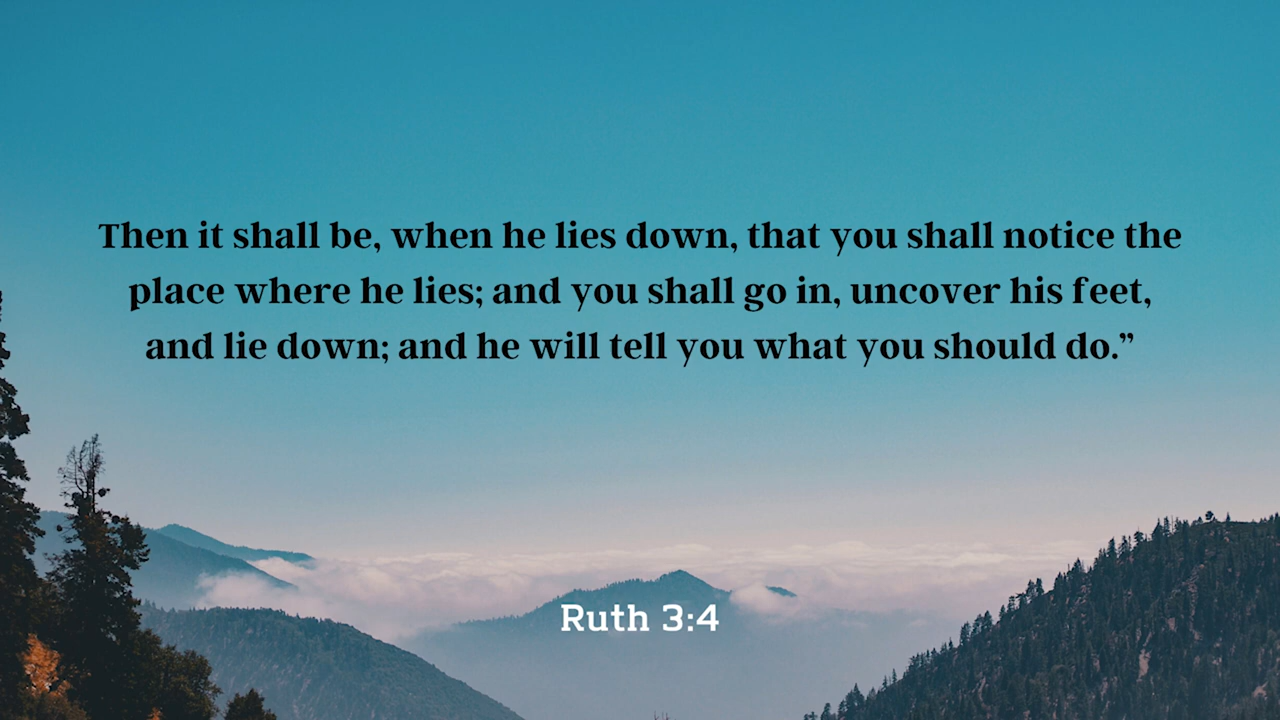 Then it shall be, when he lies down, that you shall notice the
place where he lies; and you shall go in, uncover his feet,
and lie down; and he will tell you what you should do.”
Ruth 3:4